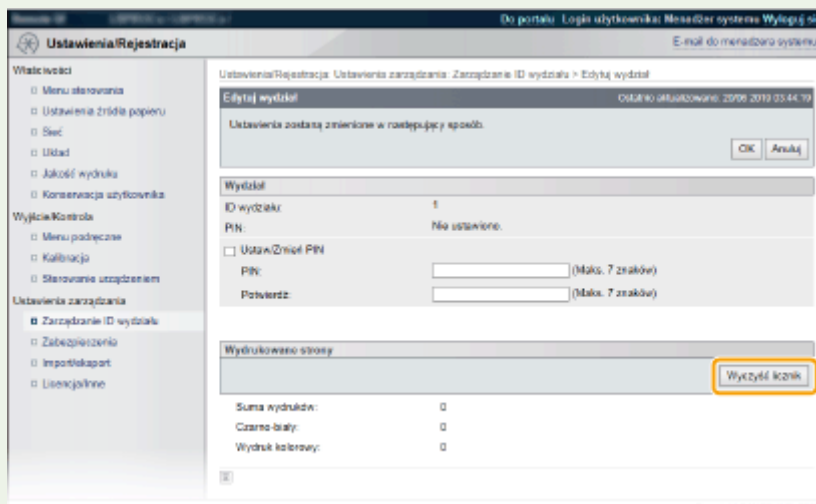 Do portalu Login użytkownika: Menadżer systemu Wyloguj si
Ustawienia/Rejestracja
E-mail do menadżera systemu
Właściwości
Menu sterowania
Ustawienia źródła papieru
Sieć
Układ
Jakość wydruku
Konserwacja użytkownika
Wyjście/Kontrola
Menu podręczne
Kalibracja
Sterowanie urządzeniem
Ustawienia zarządzania
Zarządzanie ID wydziału
Zabezpieczenia
Import/eksport
Licencja/Inne
Ustawienia/Rejestracja: Ustawienia zarządzania: Zarządzanie ID wydziału > Edytuj wydział
Edytuj wydział
Ostatnio aktualizowano: 20/06 2019 03:44:19
Ustawienia zostaną zmienione w następujący sposób.
OK Anuluj
Wydział
ID wydziału: 1
PIN: Nie ustawiono.
Ustaw/Zmień PIN
PIN: (Maks. 7 znaków)
Potwierdź: (Maks. 7 znaków)
Wydrukowane strony
Wyczyść licznik
Suma wydruków: 0
Czarno-biały: 0
Wydruk kolorowy: 0